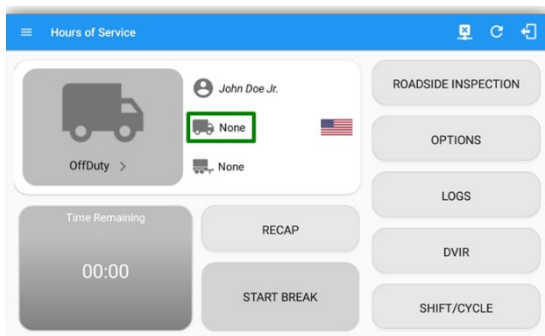 Hours of Service
John Doe Jr.
None
None
OffDuty >
Time Remaining
00:00
RECAP
START BREAK
ROADSIDE INSPECTION
OPTIONS
LOGS
DVIR
SHIFT/CYCLE